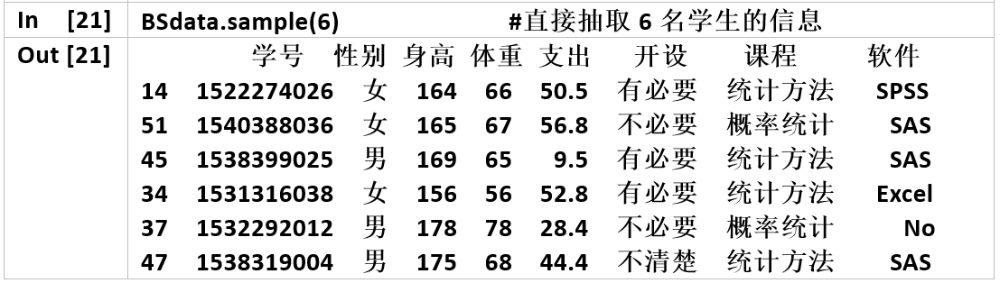 In [21] BSdata.sample(6) #直接抽取 6 名学生的信息
Out [21] 学号 性别 身高 体重 支出 开设 课程 软件
14 1522274026 女 164 66 50.5 有必要 统计方法 SPSS
51 1540388036 女 165 67 56.8 不必要 概率统计 SAS
45 1538399025 男 169 65 9.5 有必要 统计方法 SAS
34 1531316038 女 156 56 52.8 有必要 统计方法 Excel
37 1532292012 男 178 78 28.4 不必要 概率统计 No
47 1538319004 男 175 68 44.4 不清楚 统计方法 SAS